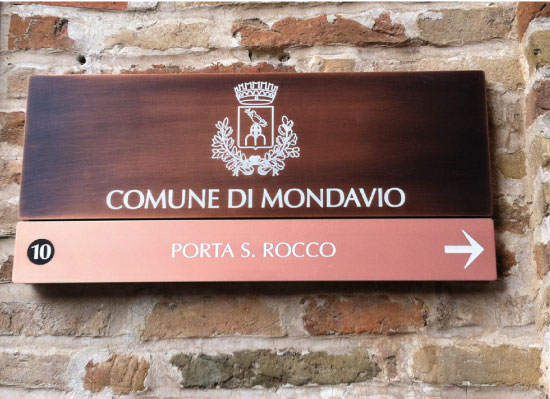 COMUNE DI MONDAVIO
10 PORTA S. ROCCO